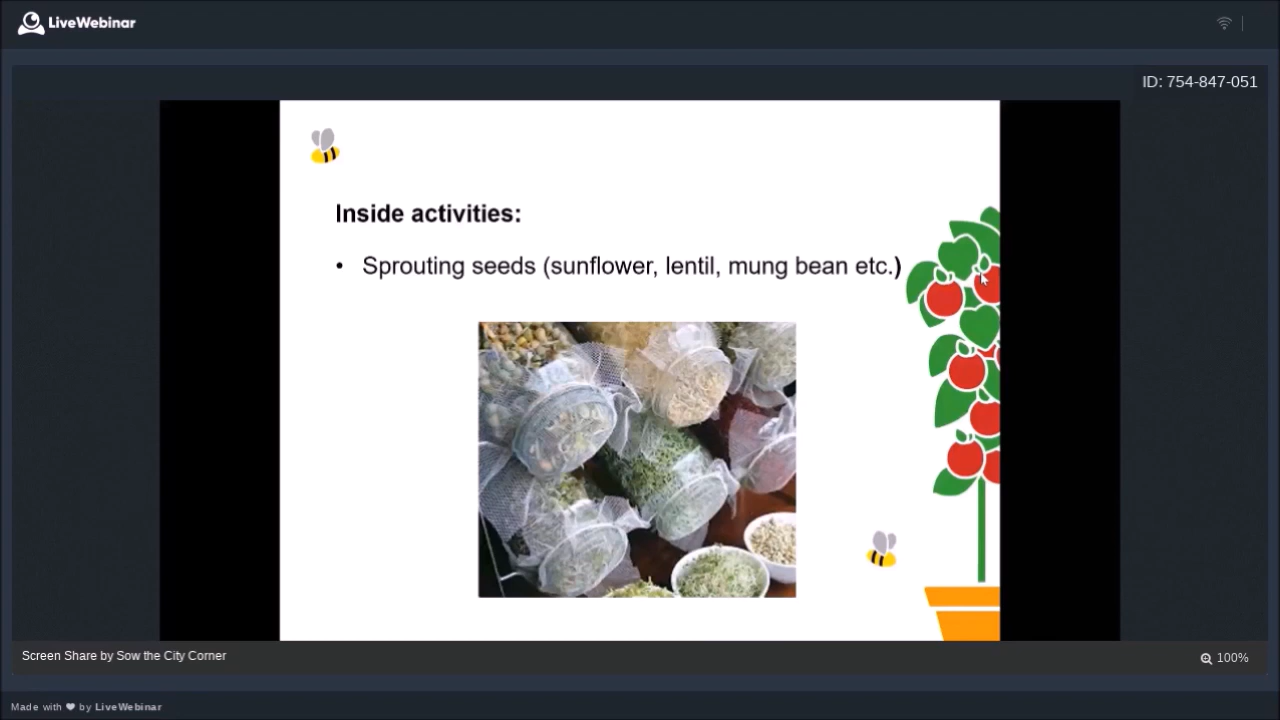 LiveWebinar
ID: 754-847-051
Inside activities:
• Sprouting seeds (sunflower, lentil, mung bean etc.)
Screen Share by Sow the City Corner
100%
Made with ❤ by LiveWebinar